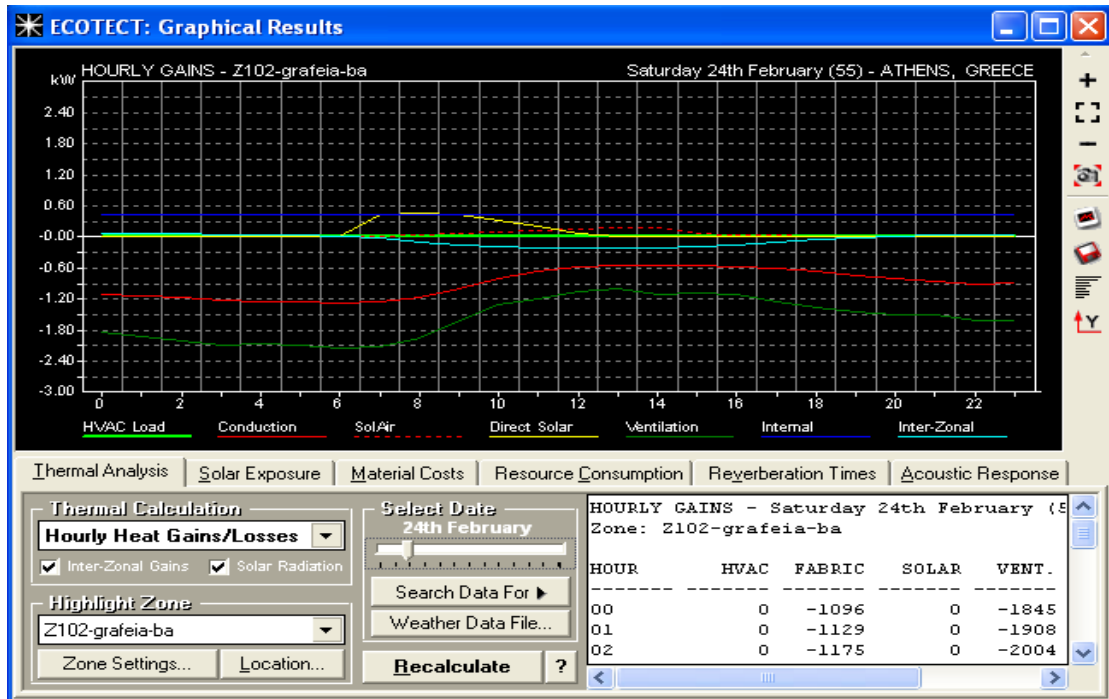 ECOTECT: Graphical Results
HOURLY GAINS - Z102-grafeia-ba Saturday 24th February (55) - ATHENS, GREECE
kW
2.40
1.80
1.20
0.60
-0.00
-0.60
-1.20
-1.80
-2.40
-3.00
0 2 4 6 8 10 12 14 16 18 20 22
HVAC Load Conduction SolAir Direct Solar Ventilation Internal Inter-Zonal
Y
Thermal Analysis Solar Exposure Material Costs Resource Consumption Reverberation Times Acoustic Response
Thermal Calculation
Hourly Heat Gains/Losses
Inter-Zonal Gains Solar Radiation
Highlight Zone
Z102-grafeia-ba
Zone Settings... Location...
Select Date
24th February
Search Data For
Weather Data File...
Recalculate ?
HOURLY GAINS - Saturday 24th February (5
Zone: Z102-grafeia-ba
HOUR HVAC FABRIC SOLAR VENT.
------- ------- ------- ------- -------
00 0 -1096 0 -1845
01 0 -1129 0 -1908
02 0 -1175 0 -2004